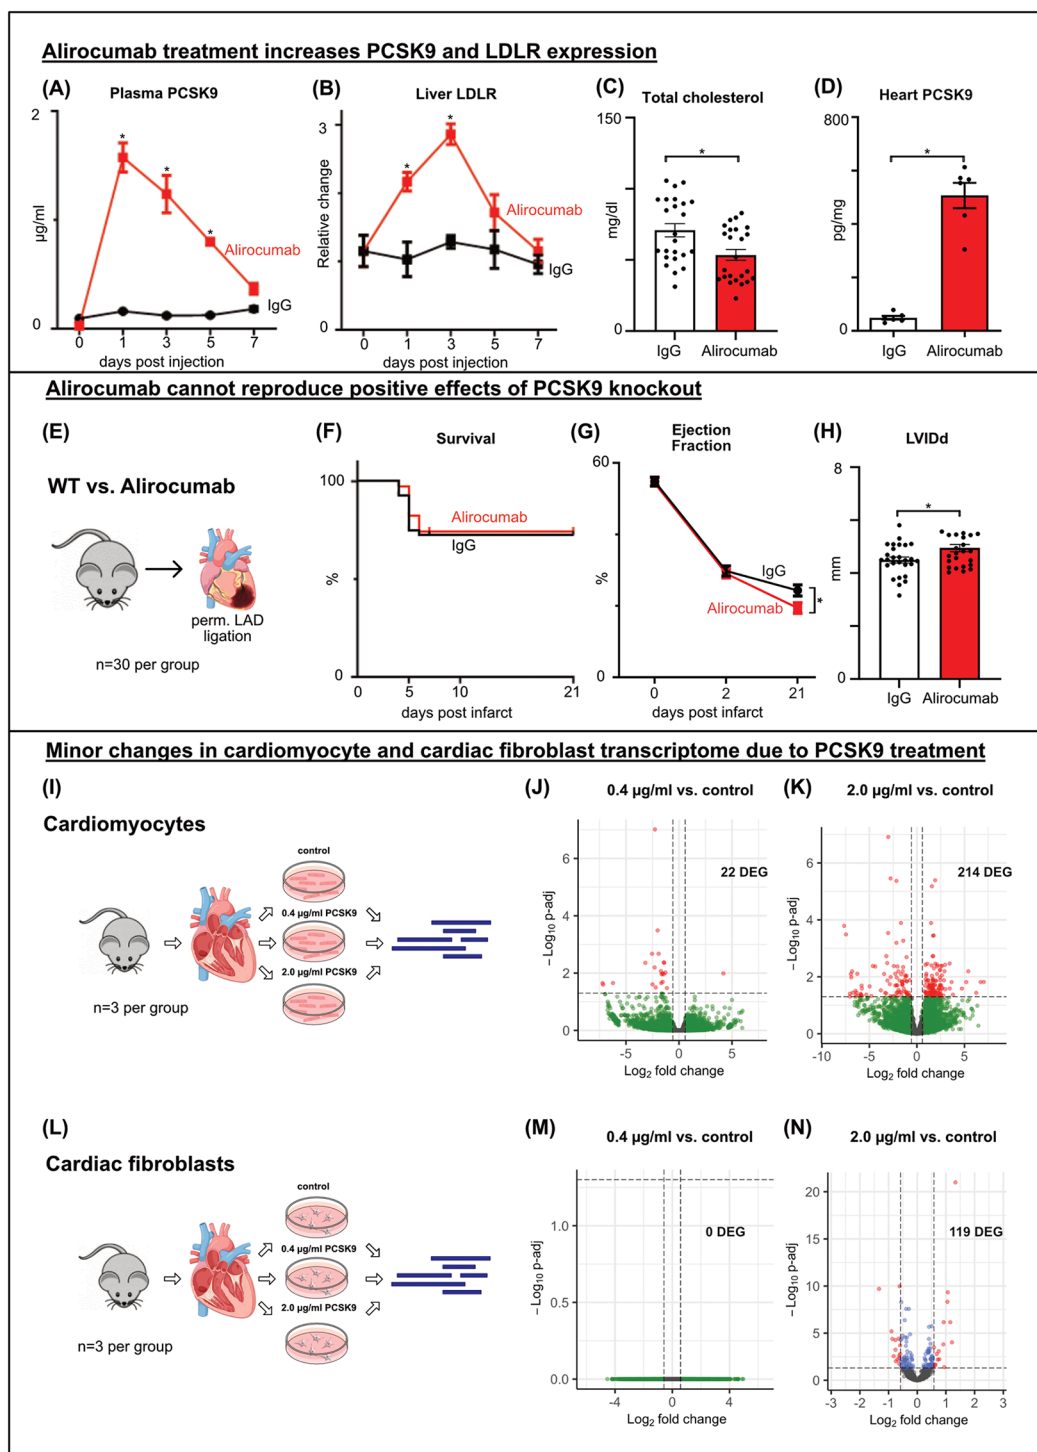 Alirocumab treatment increases PCSK9 and LDLR expression
(A)
Plasma PCSK9
2
µg/ml
0
*
*
*
Alirocumab
IgG
0 1 3 5 7
days post injection
(B)
Liver LDLR
3
Relative change
0
*
*
Alirocumab
IgG
0 1 3 5 7
days post injection
(C)
Total cholesterol
150
mg/dl
0
*
IgG Alirocumab
(D)
Heart PCSK9
800
pg/mg
0
*
IgG Alirocumab
Alirocumab cannot reproduce positive effects of PCSK9 knockout
(E)
WT vs. Alirocumab
perm. LAD
ligation
n=30 per group
(F)
Survival
100
%
0
Alirocumab
IgG
0 5 10 21
days post infarct
(G)
Ejection
Fraction
60
%
0
IgG
Alirocumab
*
0 2 21
days post infarct
(H)
LVIDd
8
mm
0
*
IgG Alirocumab
Minor changes in cardiomyocyte and cardiac fibroblast transcriptome due to PCSK9 treatment
(I)
Cardiomyocytes
control
0.4 µg/ml PCSK9
2.0 µg/ml PCSK9
n=3 per group
(J)
0.4 µg/ml vs. control
22 DEG
6
4
2
0
– Log10 p-adj
-5 0 5
Log2 fold change
(K)
2.0 µg/ml vs. control
214 DEG
6
4
2
0
– Log10 p-adj
-10 -5 0 5
Log2 fold change
(L)
Cardiac fibroblasts
control
0.4 µg/ml PCSK9
2.0 µg/ml PCSK9
n=3 per group
(M)
0.4 µg/ml vs. control
0 DEG
1.0
0.5
0.0
– Log10 p-adj
-4 0 4
Log2 fold change
(N)
2.0 µg/ml vs. control
119 DEG
20
15
10
5
0
– Log10 p-adj
-3 -2 -1 0 1 2 3
Log2 fold change